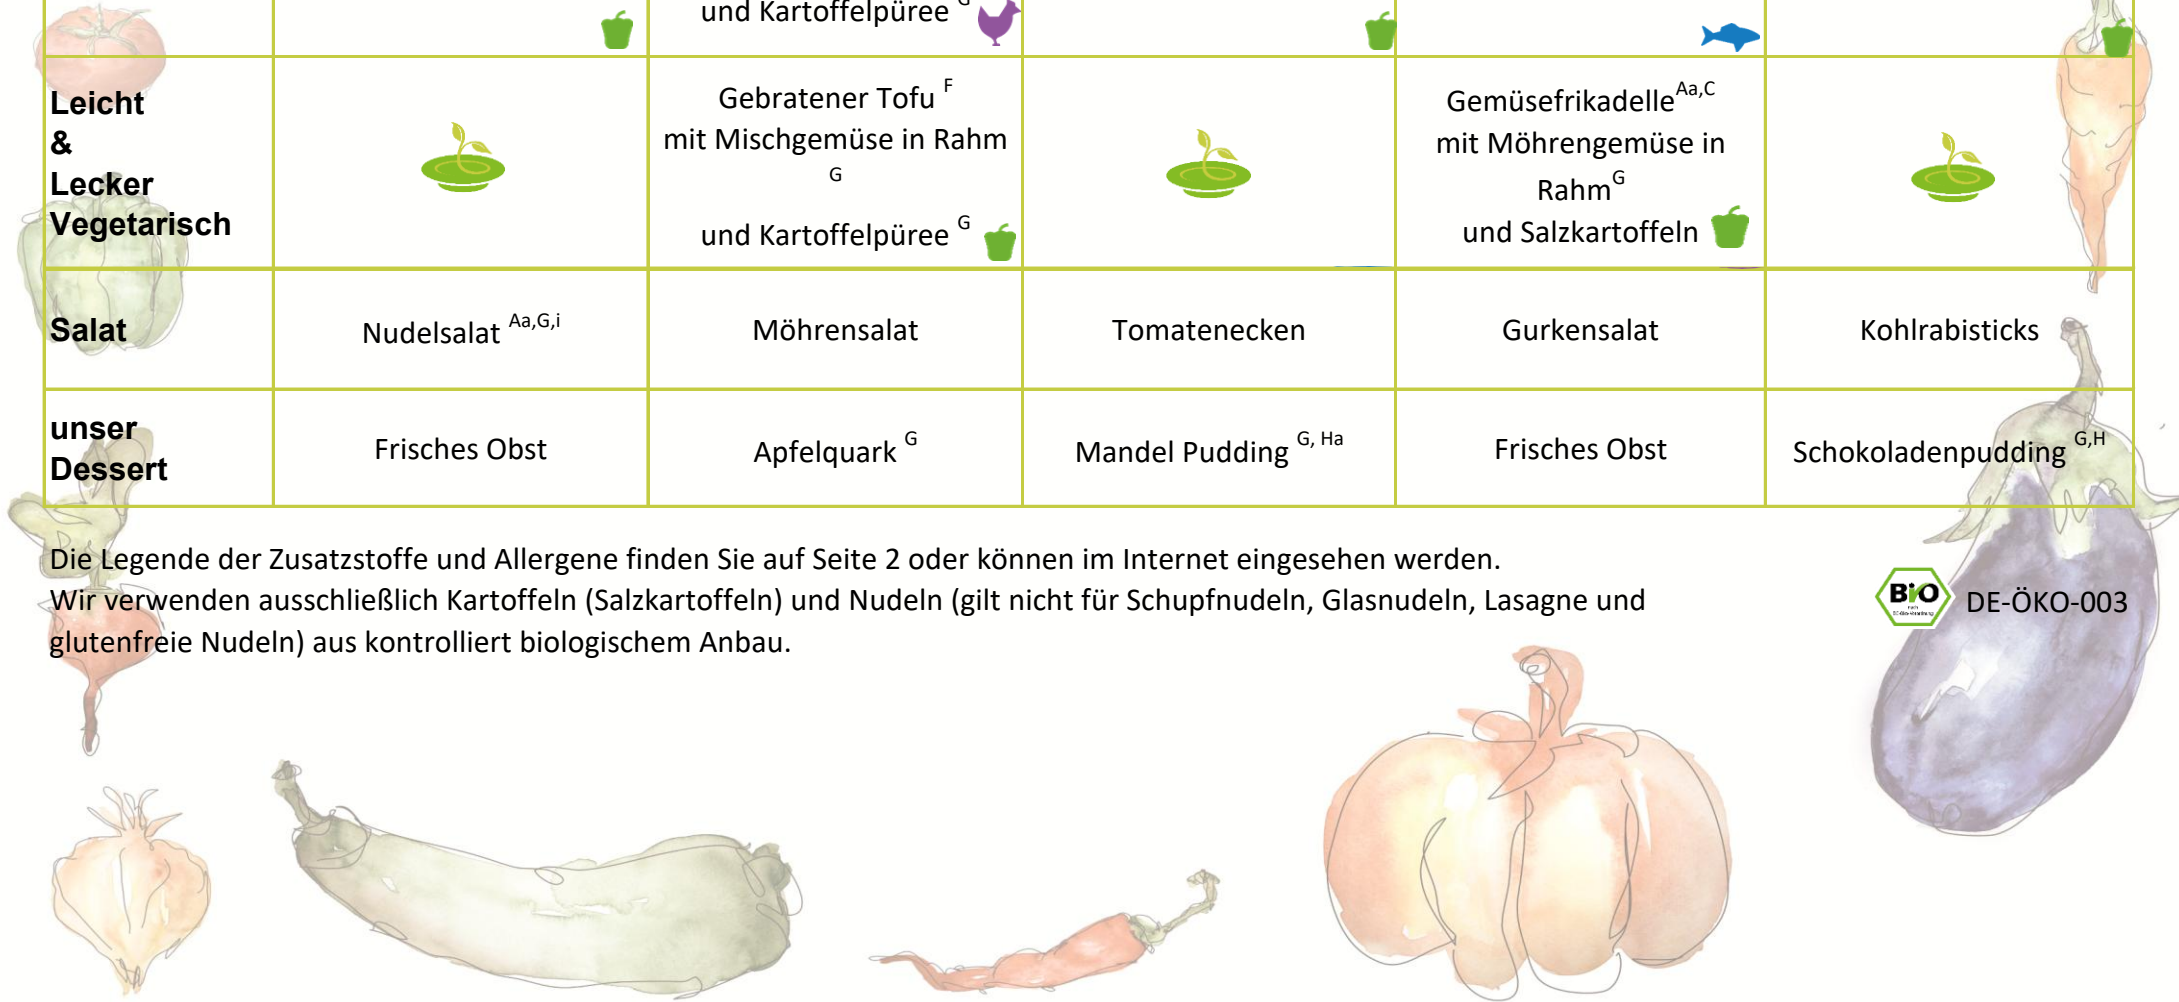 und Kartoffelpüree G
Leicht
&
Lecker
Vegetarisch
Gebratener Tofu F
mit Mischgemüse in Rahm
G
und Kartoffelpüree G
Gemüsefrikadelle Aa,C
mit Möhrengemüse in
Rahm G
und Salzkartoffeln
Salat
Nudelsalat Aa,G,i
Möhrensalat
Tomatenecken
Gurkensalat
Kohlrabisticks
unser
Dessert
Frisches Obst
Apfelquark G
Mandel Pudding G, Ha
Frisches Obst
Schokoladenpudding G,H
Die Legende der Zusatzstoffe und Allergene finden Sie auf Seite 2 oder können im Internet eingesehen werden.
Wir verwenden ausschließlich Kartoffeln (Salzkartoffeln) und Nudeln (gilt nicht für Schupfnudeln, Glasnudeln, Lasagne und
glutenfreie Nudeln) aus kontrolliert biologischem Anbau.
Bio
DE-ÖKO-003